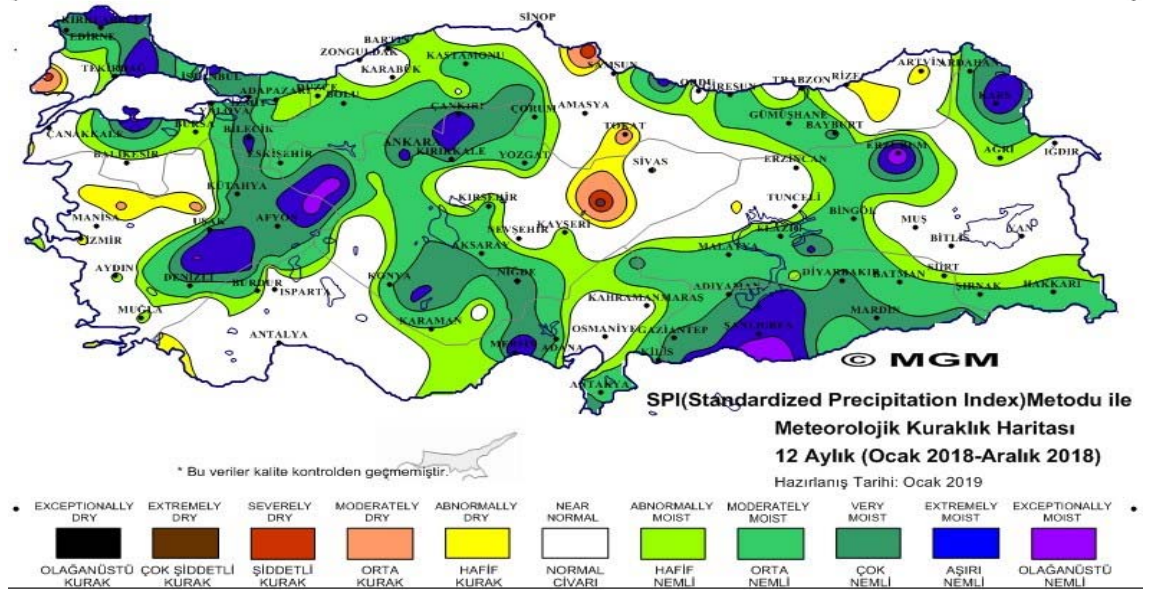 SİNOP
KIRKLARELİ
EDİRNE
BARTIN
ZONGULDAK
KASTAMONU
TEKİRDAĞ
KARABÜK
SAMSUN
ARTVİN ARDAHAN
İSTANBUL
ORDU
TRABZON RİZE
GİRESUN
ADAPAZARI DÜZCE
BOLU
ÇANKIRI
ÇORUM
AMASYA
KARS
YALOVA
GÜMÜŞHANE
ÇANAKKALE
BURSA
BİLECİK
TOKAT
BAYBURT
ANKARA
ERZURUM
BALIKESİR
ESKİŞEHİR
KIRIKKALE
YOZGAT
SİVAS
ERZİNCAN
AĞRI
IĞDIR
KÜTAHYA
KIRŞEHİR
TUNCELİ
MANİSA
UŞAK
AFYON
BİNGÖL
MUŞ
İZMİR
NEVŞEHİR
KAYSERİ
ELAZIĞ
VAN
AKSARAY
MALATYA
BİTLİS
AYDIN
DENİZLİ
KONYA
NİĞDE
DİYARBAKIR
BATMAN
SİİRT
BURDUR
ISPARTA
ADIYAMAN
ŞIRNAK
HAKKARİ
MUĞLA
KAHRAMANMARAŞ
MARDİN
KARAMAN
ANTALYA
OSMANİYE
GAZİANTEP
ŞANLIURFA
MERSİN
ADANA
KİLİS
ANTAKYA
© MGM
SPI(Standardized Precipitation Index)Metodu ile
Meteorolojik Kuraklık Haritası
12 Aylık (Ocak 2018-Aralık 2018)
* Bu veriler kalite kontrolden geçmemiştir.
Hazırlanış Tarihi: Ocak 2019
EXCEPTIONALLY DRY
EXTREMELY DRY
SEVERELY DRY
MODERATELY DRY
ABNORMALLY DRY
NEAR NORMAL
ABNORMALLY MOIST
MODERATELY MOIST
VERY MOIST
EXTREMELY MOIST
EXCEPTIONALLY MOIST
OLAĞANÜSTÜ KURAK
ÇOK ŞİDDETLİ KURAK
ŞİDDETLİ KURAK
ORTA KURAK
HAFİF KURAK
NORMAL CİVARI
HAFİF NEMLİ
ORTA NEMLİ
ÇOK NEMLİ
AŞIRI NEMLİ
OLAĞANÜSTÜ NEMLİ